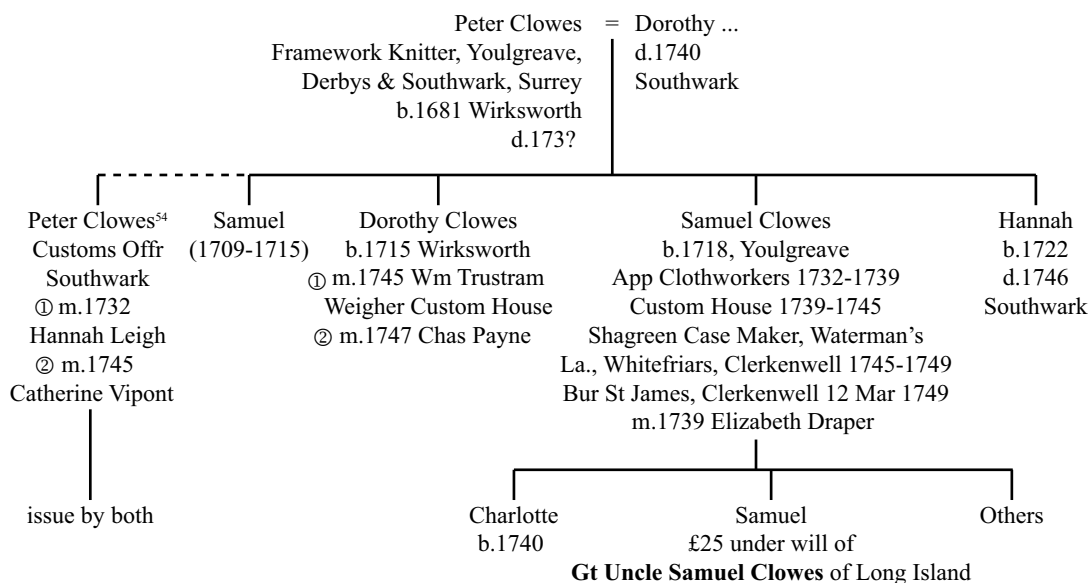 Peter Clowes = Dorothy ...
Framework Knitter, Youlgreave, d.1740
Derbys & Southwark, Surrey Southwark
b.1681 Wirksworth
d.173?
Peter Clowes⁵⁴
Customs Offr
Southwark
① m.1732
Hannah Leigh
② m.1745
Catherine Vipont
Samuel
(1709-1715)
Dorothy Clowes
b.1715 Wirksworth
① m.1745 Wm Trustram
Weigher Custom House
② m.1747 Chas Payne
Samuel Clowes
b.1718, Youlgreave
App Clothworkers 1732-1739
Custom House 1739-1745
Shagreen Case Maker, Waterman's
La., Whitefriars, Clerkenwell 1745-1749
Bur St James, Clerkenwell 12 Mar 1749
m.1739 Elizabeth Draper
Hannah
b.1722
d.1746
Southwark
issue by both
Charlotte
b.1740
Samuel
£25 under will of
Gt Uncle Samuel Clowes of Long Island
Others